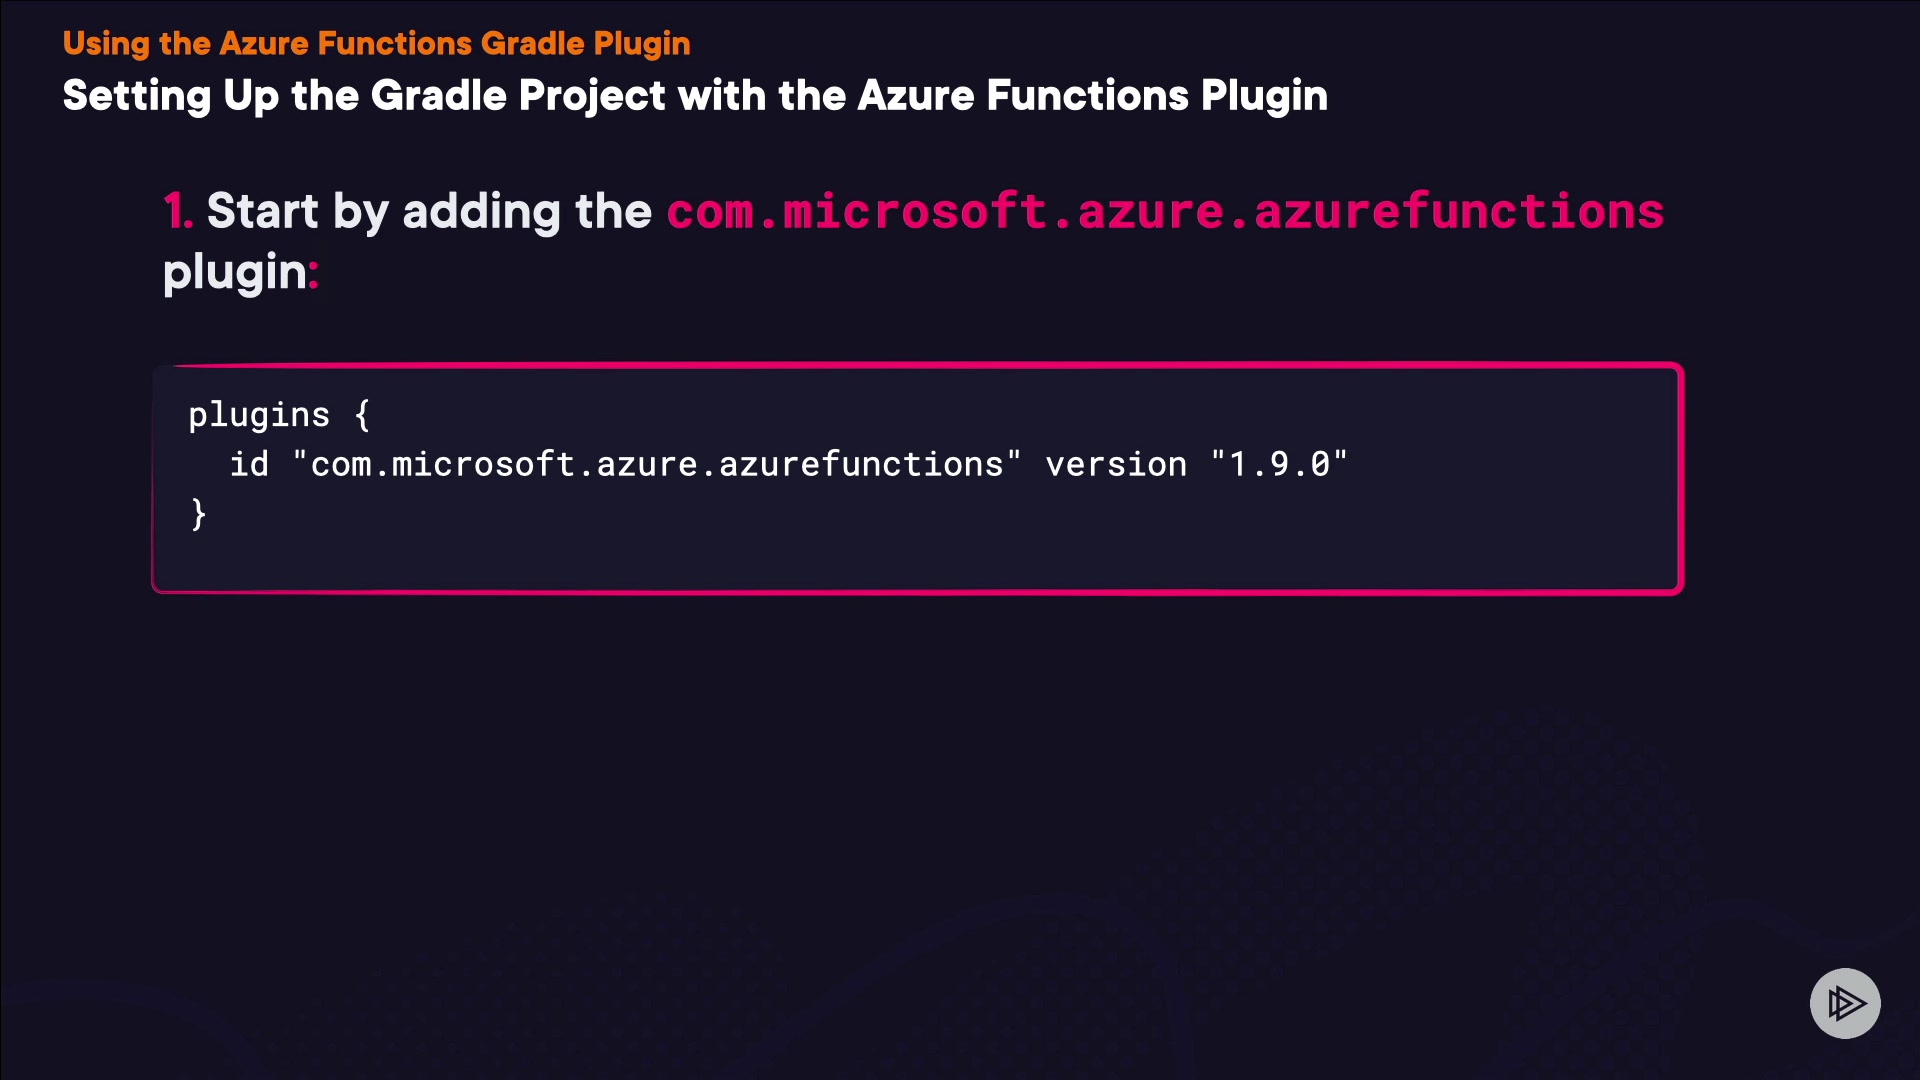 Using the Azure Functions Gradle Plugin
Setting Up the Gradle Project with the Azure Functions Plugin
1. Start by adding the com.microsoft.azure.azurefunctions
plugin:
plugins {
  id "com.microsoft.azure.azurefunctions" version "1.9.0"
}